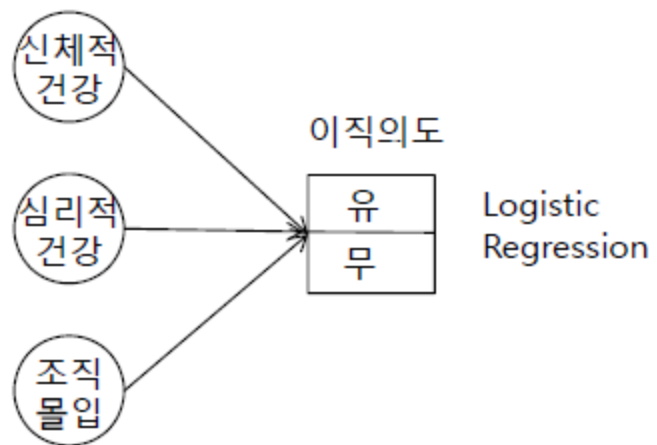 신체적
건강
이직의도
유
심리적
건강
무
Logistic
Regression
조직
몰입